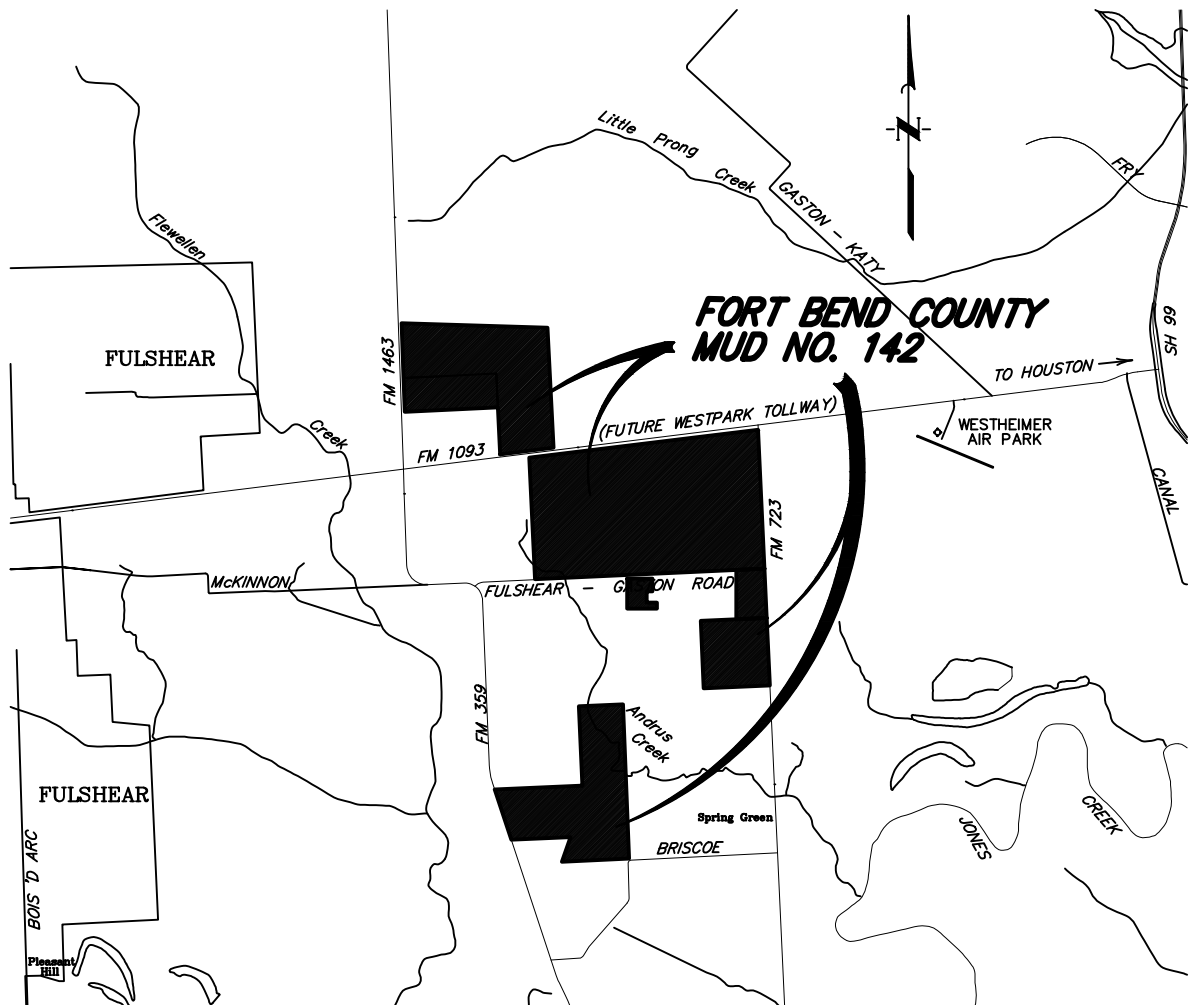 Little Prong Creek
FRY
GASTON - KATY
Flewellen
N
FORT BEND COUNTY
MUD NO. 142
SH 99
FULSHEAR
FM 1463
TO HOUSTON
(FUTURE WESTPARK TOLLWAY)
WESTHEIMER
AIR PARK
Creek
FM 1093
CANAL
FM 723
McKINNON
FULSHEAR - GASTON ROAD
FM 359
Andrus
Creek
FULSHEAR
Spring Green
JONES
CREEK
BRISCOE
BOIS 'D ARC
Pleasant
Hill